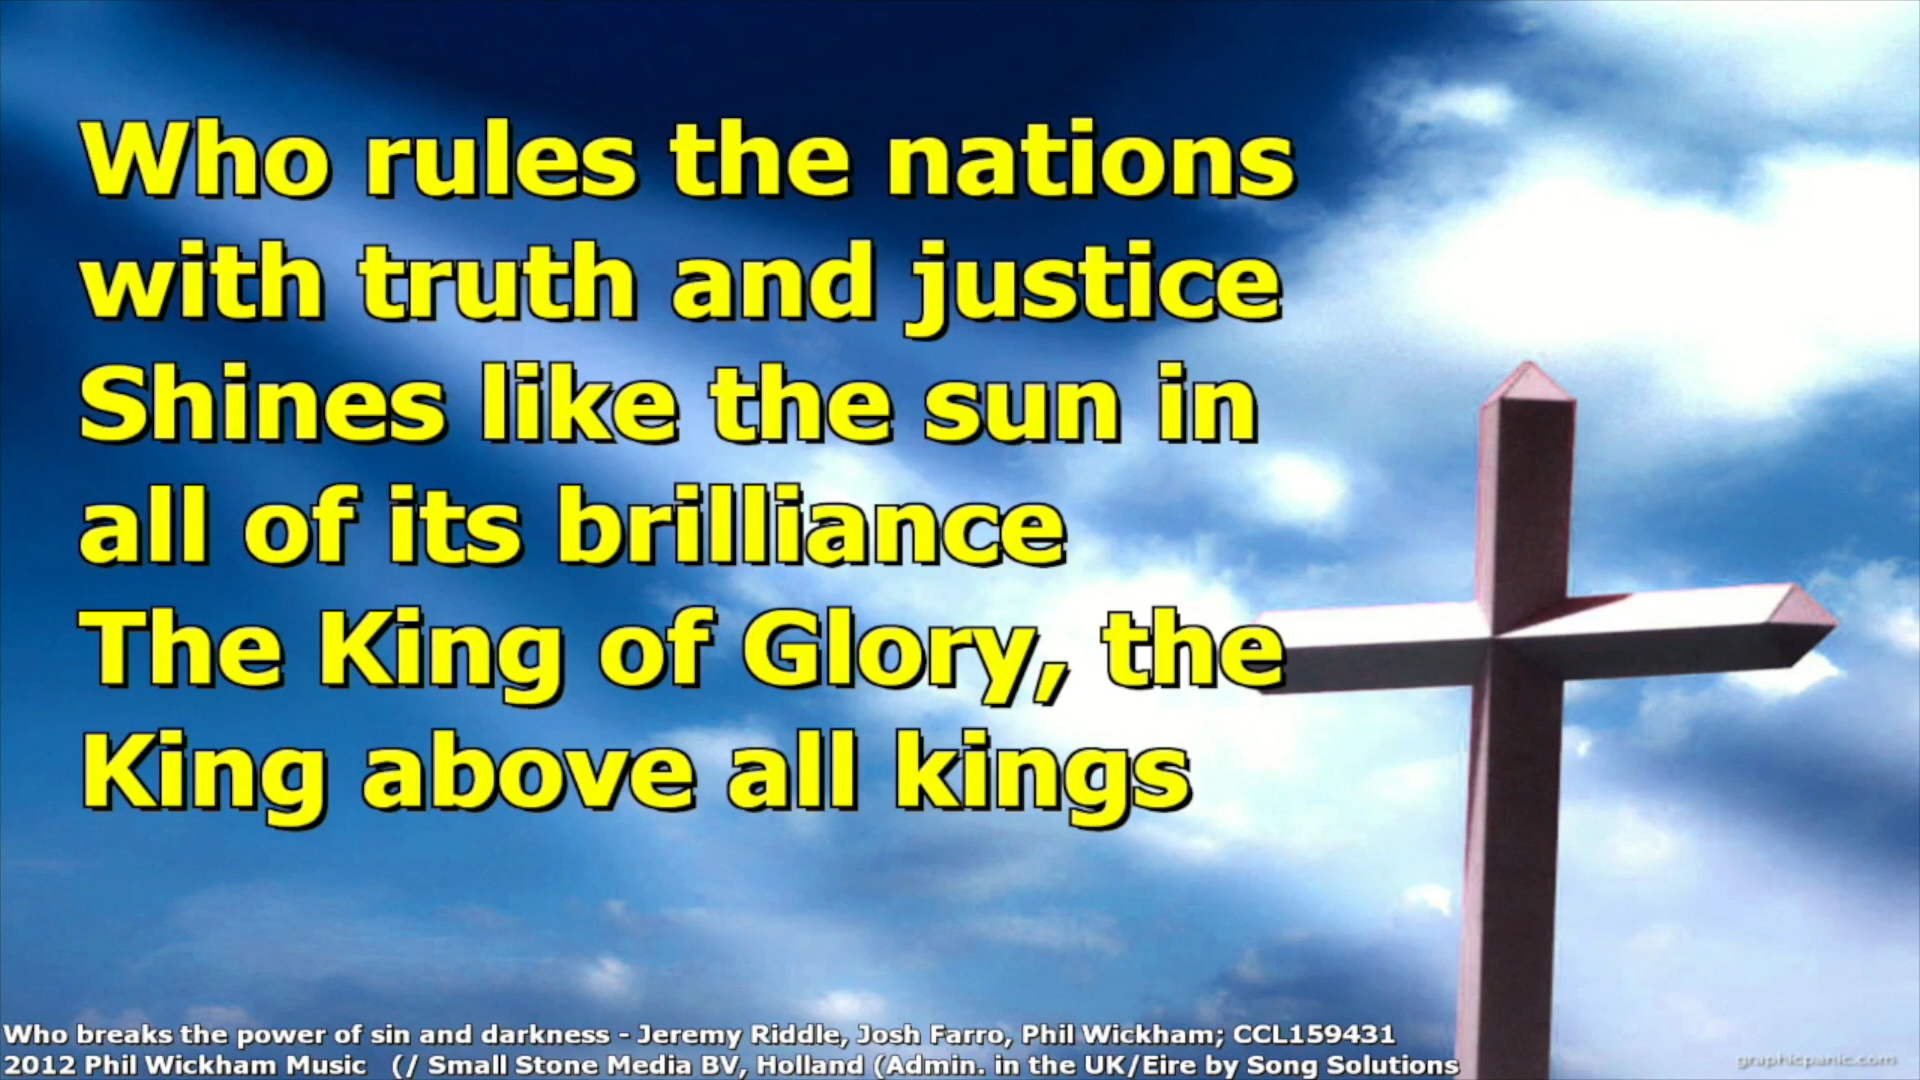 Who rules the nations
with truth and justice
Shines like the sun in
all of its brilliance
The King of Glory, the
King above all kings
Who breaks the power of sin and darkness - Jeremy Riddle, Josh Farro, Phil Wickham; CCL159431
2012 Phil Wickham Music (/ Small Stone Media BV, Holland (Admin. in the UK/Eire by Song Solutions
graphicpanic.com